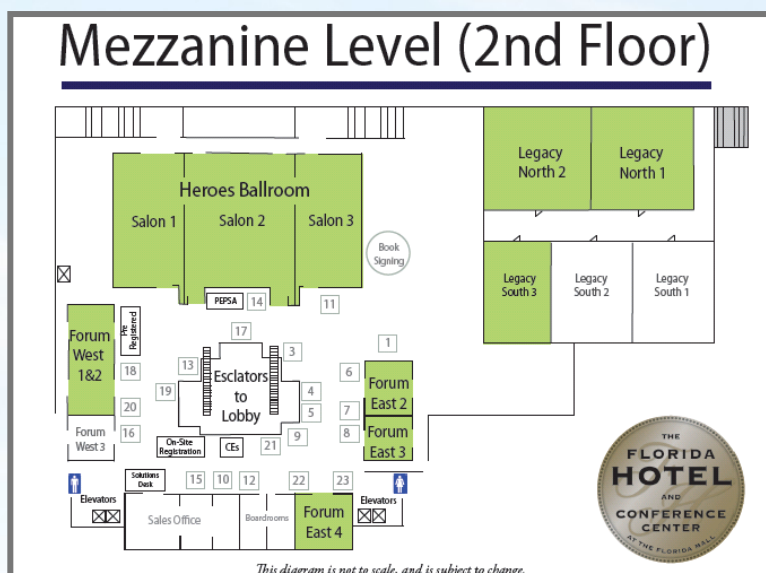 Mezzanine Level (2nd Floor)
Legacy
North 2
Legacy
North 1
Heroes Ballroom
Salon 1
Salon 2
Salon 3
Book
Signing
Legacy
South 3
Legacy
South 2
Legacy
South 1
PEPSA
14
11
Pre
Registered
Forum
West
1&2
17
3
1
13
18
19
Esclators
to
Lobby
4
5
6
Forum
East 2
7
20
Forum
West 3
16
On-Site
Registration
CEs
21
9
8
Forum
East 3
Solutions
Desk
15
10
12
22
23
Elevators
Elevators
Sales Office
Boardrooms
Forum
East 4
THE
FLORIDA
HOTEL
AND
CONFERENCE
CENTER
AT THE FLORIDA MALL
This diagram is not to scale, and is subject to change.